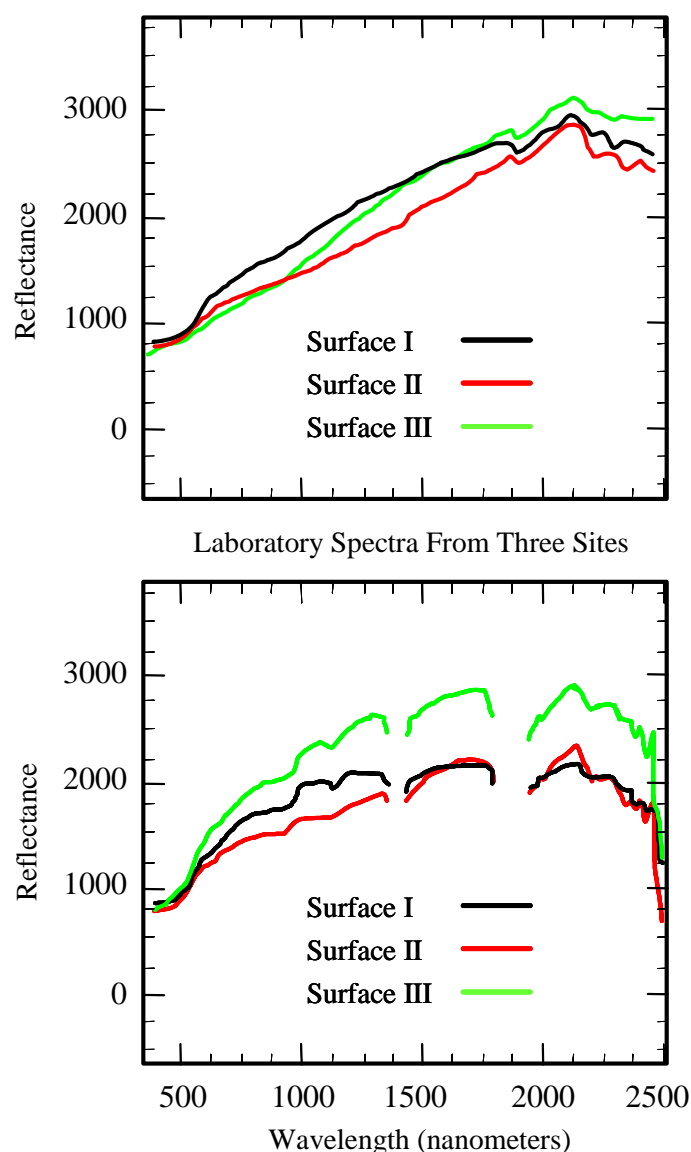 3000
2000
1000
0
Reflectance
Surface I
Surface II
Surface III
Laboratory Spectra From Three Sites
3000
2000
1000
0
Reflectance
Surface I
Surface II
Surface III
500 1000 1500 2000 2500
Wavelength (nanometers)